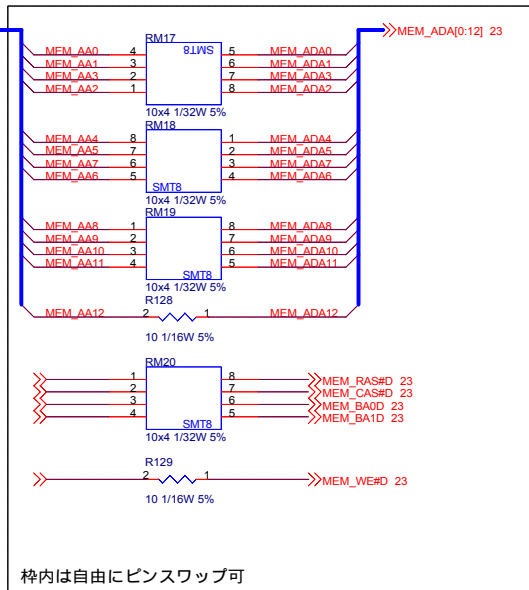 MEM_ADA[0:12] 23
RM17
MEM_AA0 4 SMT8 5 MEM_ADA0
MEM_AA1 3 6 MEM_ADA1
MEM_AA3 2 7 MEM_ADA3
MEM_AA2 1 8 MEM_ADA2
10x4 1/32W 5%
RM18
MEM_AA4 8 1 MEM_ADA4
MEM_AA5 7 2 MEM_ADA5
MEM_AA7 6 3 MEM_ADA7
MEM_AA6 5 4 MEM_ADA6
SMT8
10x4 1/32W 5%
RM19
MEM_AA8 1 8 MEM_ADA8
MEM_AA9 2 7 MEM_ADA9
MEM_AA10 3 6 MEM_ADA10
MEM_AA11 4 5 MEM_ADA11
SMT8
10x4 1/32W 5%
R128
MEM_AA12 2 1 MEM_ADA12
10 1/16W 5%
RM20
1 8 MEM_RAS#D 23
2 7 MEM_CAS#D 23
3 6 MEM_BA0D 23
4 5 MEM_BA1D 23
SMT8
10x4 1/32W 5%
R129
2 1 MEM_WE#D 23
10 1/16W 5%
枠内は自由にピンスワップ可